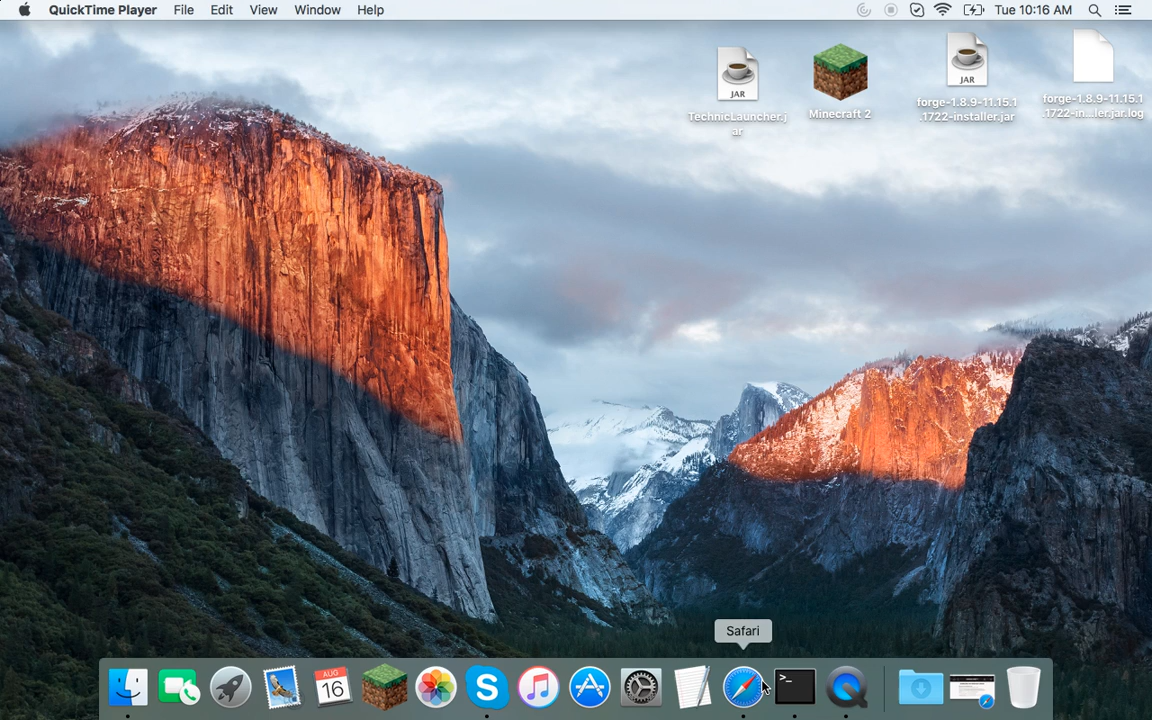 QuickTime Player File Edit View Window Help Tue 10:16 AM
JAR
TechnicLauncher.j
ar
Minecraft 2
JAR
forge-1.8.9-11.15.1
.1722-installer.jar
forge-1.8.9-11.15.1
.1722-in...ler.jar.log
Safari
AUG
16
S
>_